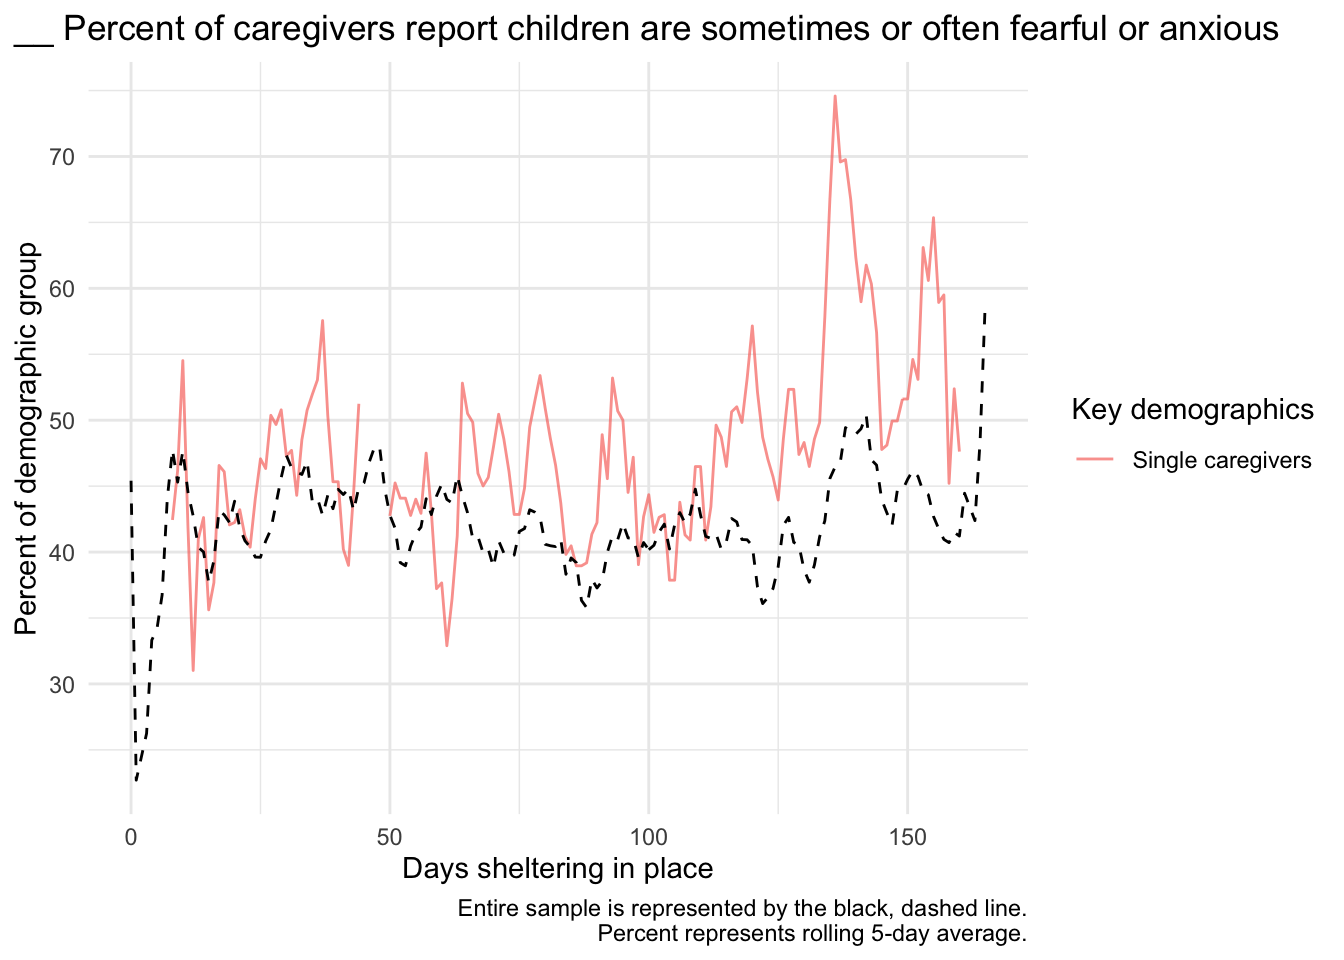 __ Percent of caregivers report children are sometimes or often fearful or anxious
Percent of demographic group
70
60
50
40
30
0
50
100
150
Days sheltering in place
Key demographics
Single caregivers
Entire sample is represented by the black, dashed line.
Percent represents rolling 5-day average.